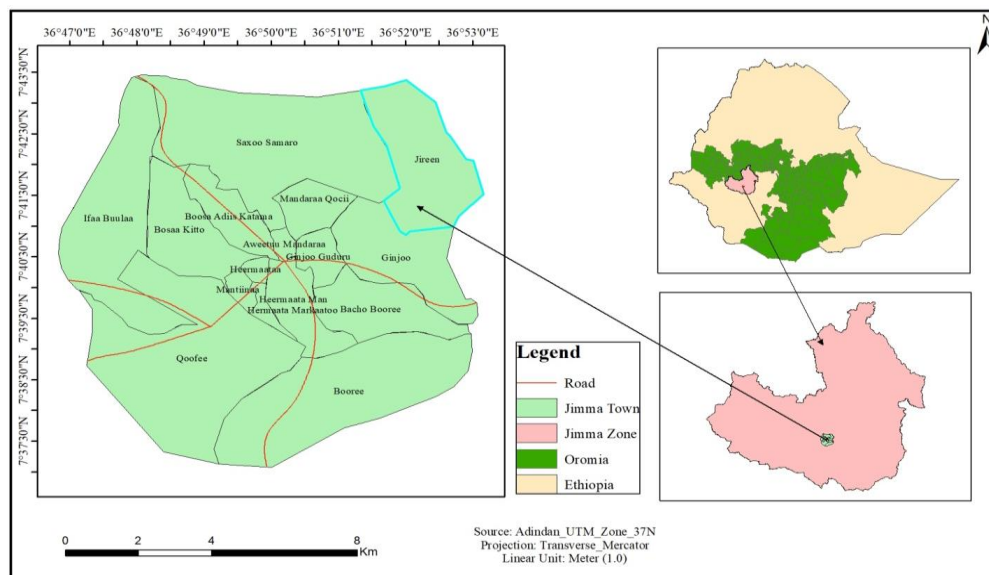 36°47'0"E 36°48'0"E 36°49'0"E 36°50'0"E 36°51'0"E 36°52'0"E 36°53'0"E
N
7°43'30"N
7°42'30"N
7°41'30"N
7°40'30"N
7°39'30"N
7°38'30"N
7°37'30"N
Saxoo Samaro
Jireen
Mandaraa Qocii
Ifaa Buulaa
Boosa Adiis Katama
Bosaa Kitto
Aweetuu Mandaraa
Ginjoo Guduru
Ginjoo
Heermaataa
Mantiinaa
Heermaata Man
Hermaata Markaatoo
Bacho Booree
Qoofee
Booree
Legend
Road
Jimma Town
Jimma Zone
Oromia
Ethiopia
0 2 4 8
Km
Source: Adindan_UTM_Zone_37N
Projection: Transverse_Mercator
Linear Unit: Meter (1.0)